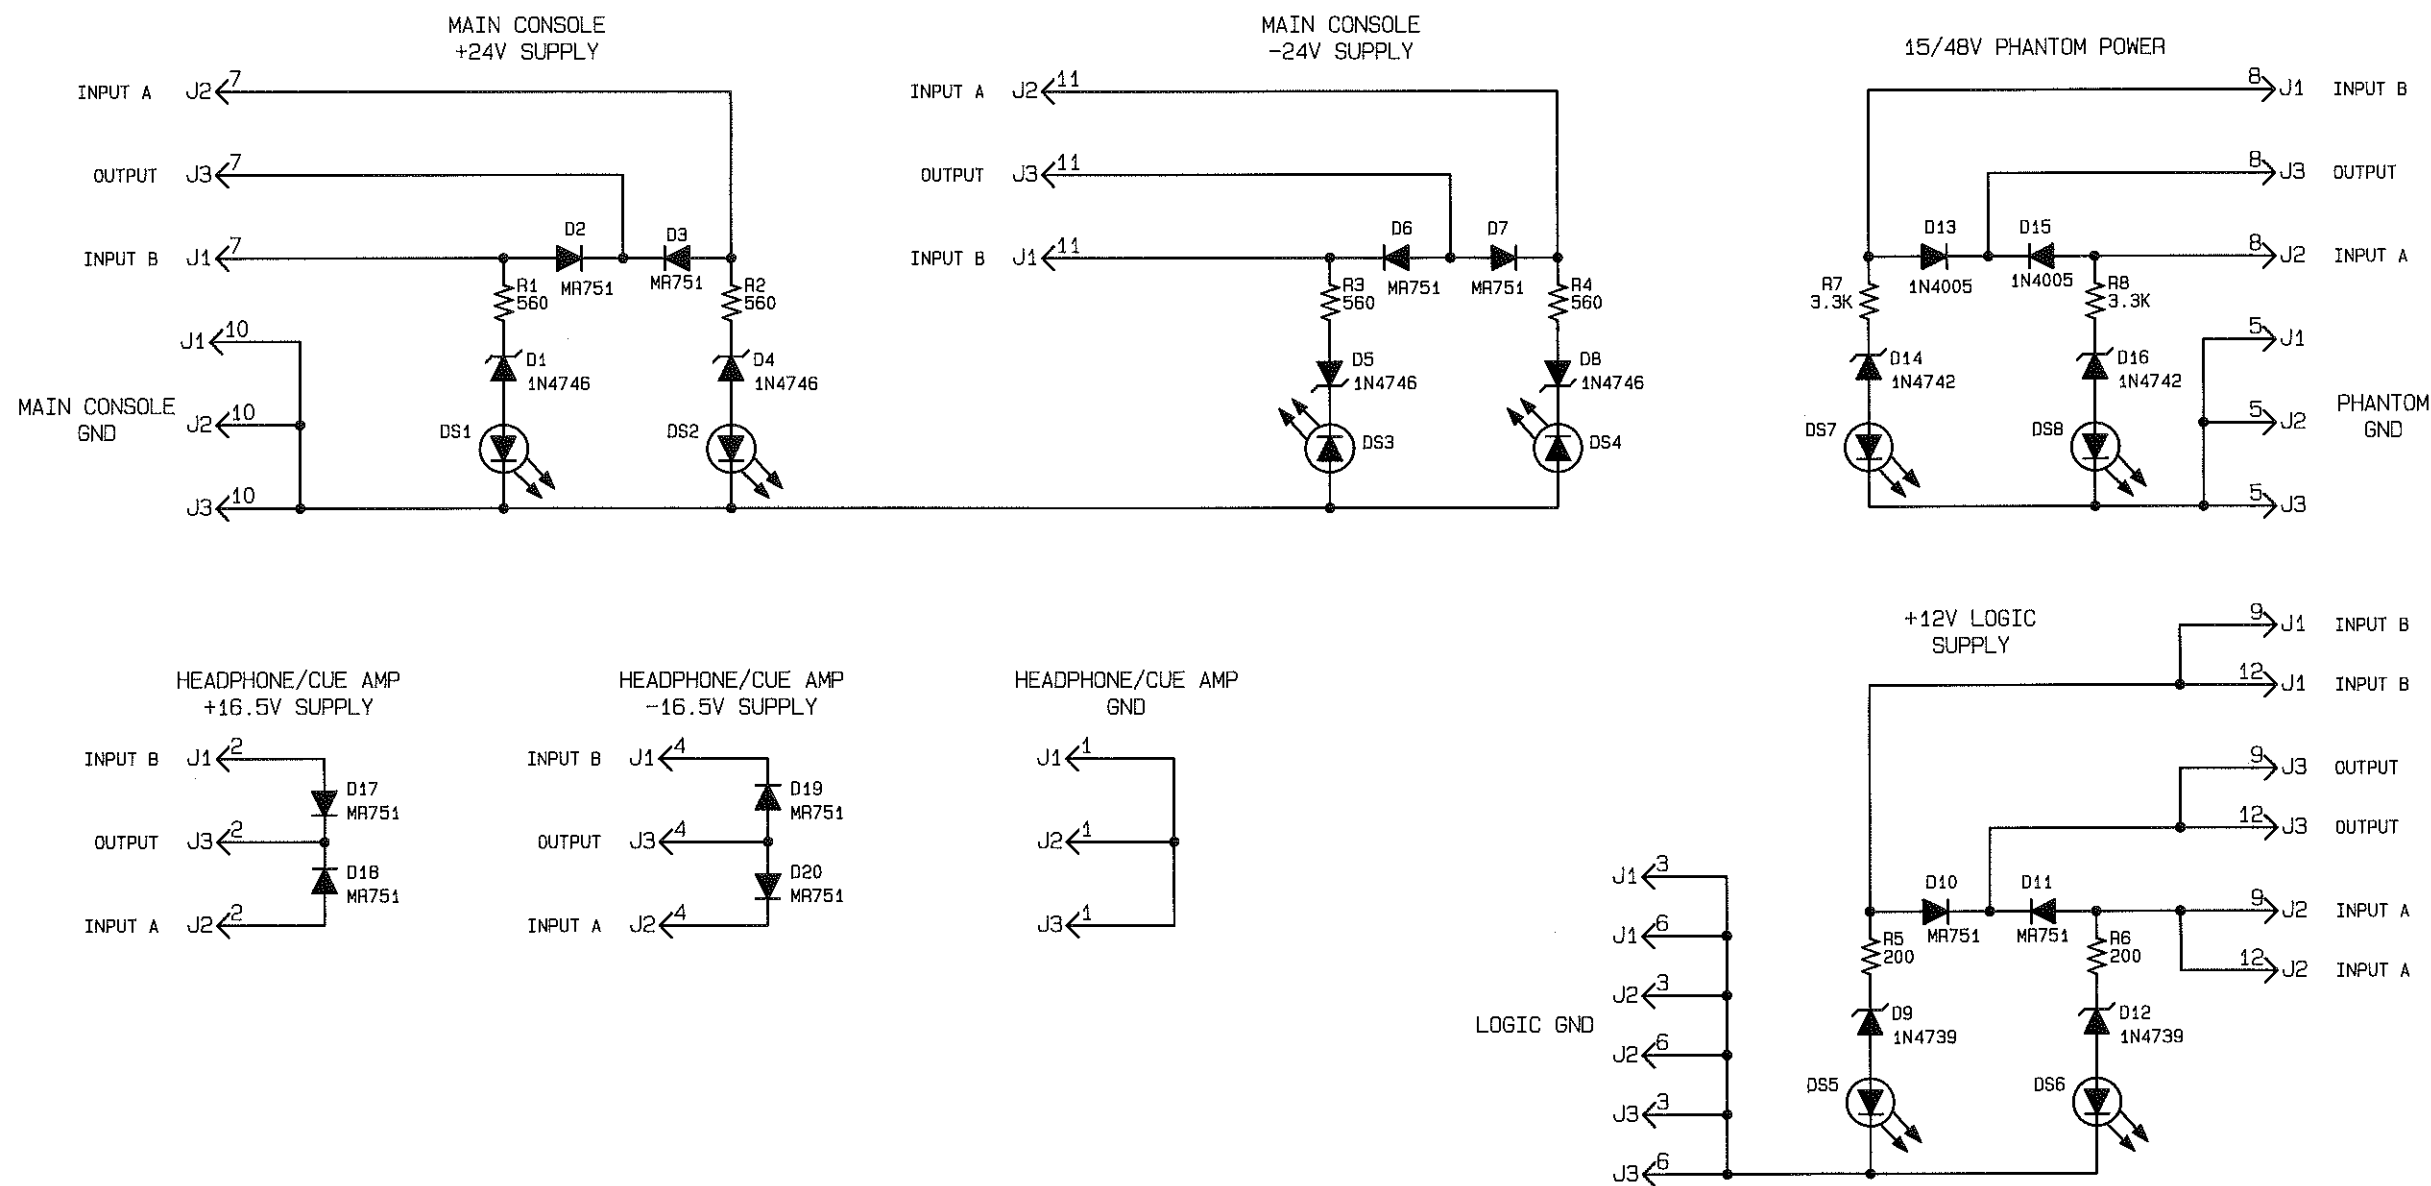 MAIN CONSOLE
+24V SUPPLY
INPUT A J2 7
OUTPUT J3 7
INPUT B J1 7
D2
MR751
D3
MR751
R1
560
R2
560
J1 10
D1
1N4746
D4
1N4746
MAIN CONSOLE
GND
J2 10
DS1
DS2
J3 10
MAIN CONSOLE
-24V SUPPLY
INPUT A J2 11
OUTPUT J3 11
INPUT B J1 11
D6
MR751
D7
MR751
R3
560
R4
560
D5
1N4746
D8
1N4746
DS3
DS4
15/48V PHANTOM POWER
8 J1 INPUT B
8 J3 OUTPUT
D13
1N4005
D15
1N4005
8 J2 INPUT A
R7
3.3K
R8
3.3K
5 J1
D14
1N4742
D16
1N4742
5 J2
PHANTOM
GND
DS7
DS8
5 J3
HEADPHONE/CUE AMP
+16.5V SUPPLY
INPUT B J1 2
D17
MR751
OUTPUT J3 2
D18
MR751
INPUT A J2 2
HEADPHONE/CUE AMP
-16.5V SUPPLY
INPUT B J1 4
D19
MR751
OUTPUT J3 4
D20
MR751
INPUT A J2 4
HEADPHONE/CUE AMP
GND
J1 1
J2 1
J3 1
+12V LOGIC
SUPPLY
9 J1 INPUT B
12 J1 INPUT B
9 J3 OUTPUT
12 J3 OUTPUT
D10
MR751
D11
MR751
9 J2 INPUT A
12 J2 INPUT A
R5
200
R6
200
D9
1N4739
D12
1N4739
DS5
DS6
J1 3
J1 6
J2 3
LOGIC GND
J2 6
J3 3
J3 6